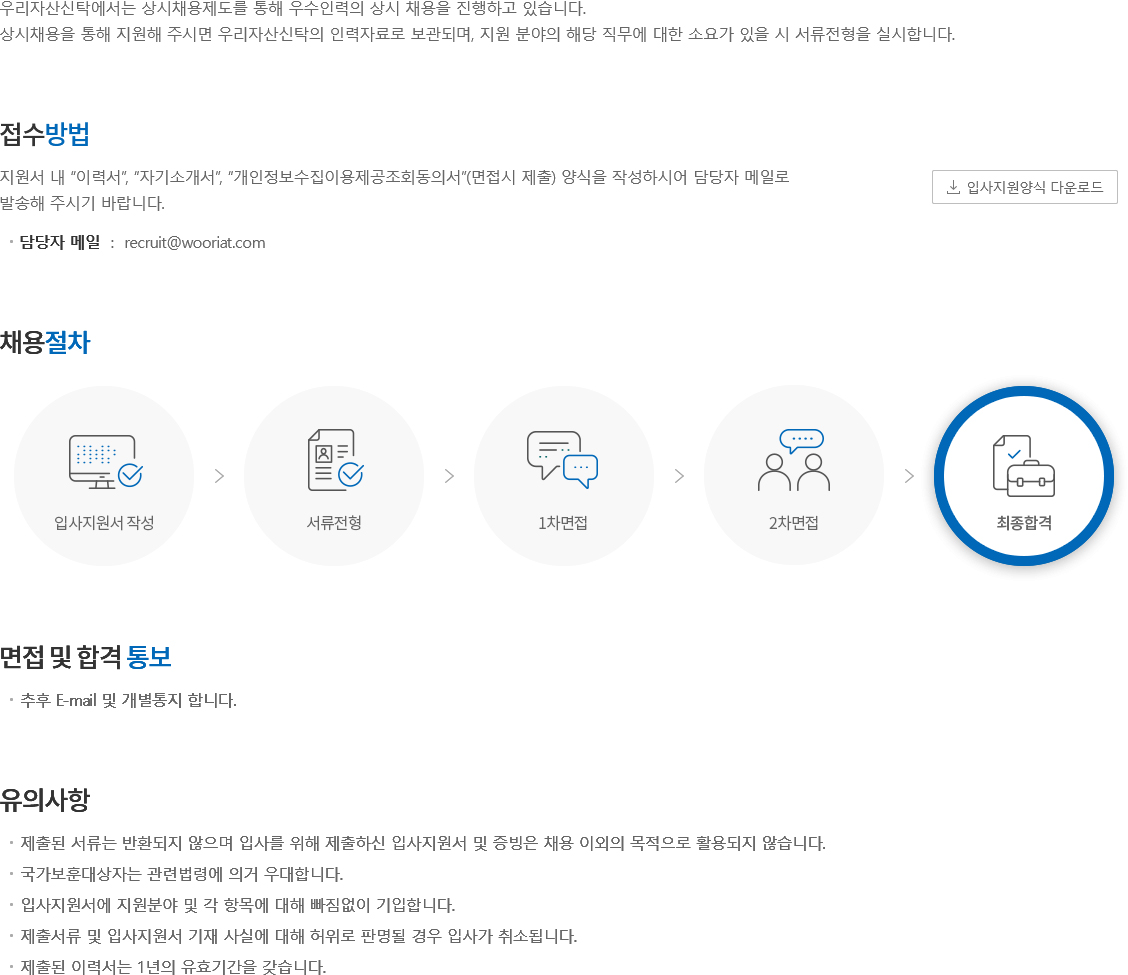 우리자산신탁에서는 상시채용제도를 통해 우수인력의 상시 채용을 진행하고 있습니다.
상시채용을 통해 지원해 주시면 우리자산신탁의 인력자료로 보관되며, 지원 분야의 해당 직무에 대한 소요가 있을 시 서류전형을 실시합니다.
접수방법
지원서 내 “이력서”, “자기소개서”, “개인정보수집이용제공조회동의서”(면접시 제출) 양식을 작성하시어 담당자 메일로
발송해 주시기 바랍니다.
입사지원양식 다운로드
· 담당자 메일 : recruit@wooriat.com
채용절차
입사지원서 작성
서류전형
1차면접
2차면접
최종합격
면접 및 합격 통보
· 추후 E-mail 및 개별통지 합니다.
유의사항
· 제출된 서류는 반환되지 않으며 입사를 위해 제출하신 입사지원서 및 증빙은 채용 이외의 목적으로 활용되지 않습니다.
· 국가보훈대상자는 관련법령에 의거 우대합니다.
· 입사지원서에 지원분야 및 각 항목에 대해 빠짐없이 기입합니다.
· 제출서류 및 입사지원서 기재 사실에 대해 허위로 판명될 경우 입사가 취소됩니다.
· 제출된 이력서는 1년의 유효기간을 갖습니다.